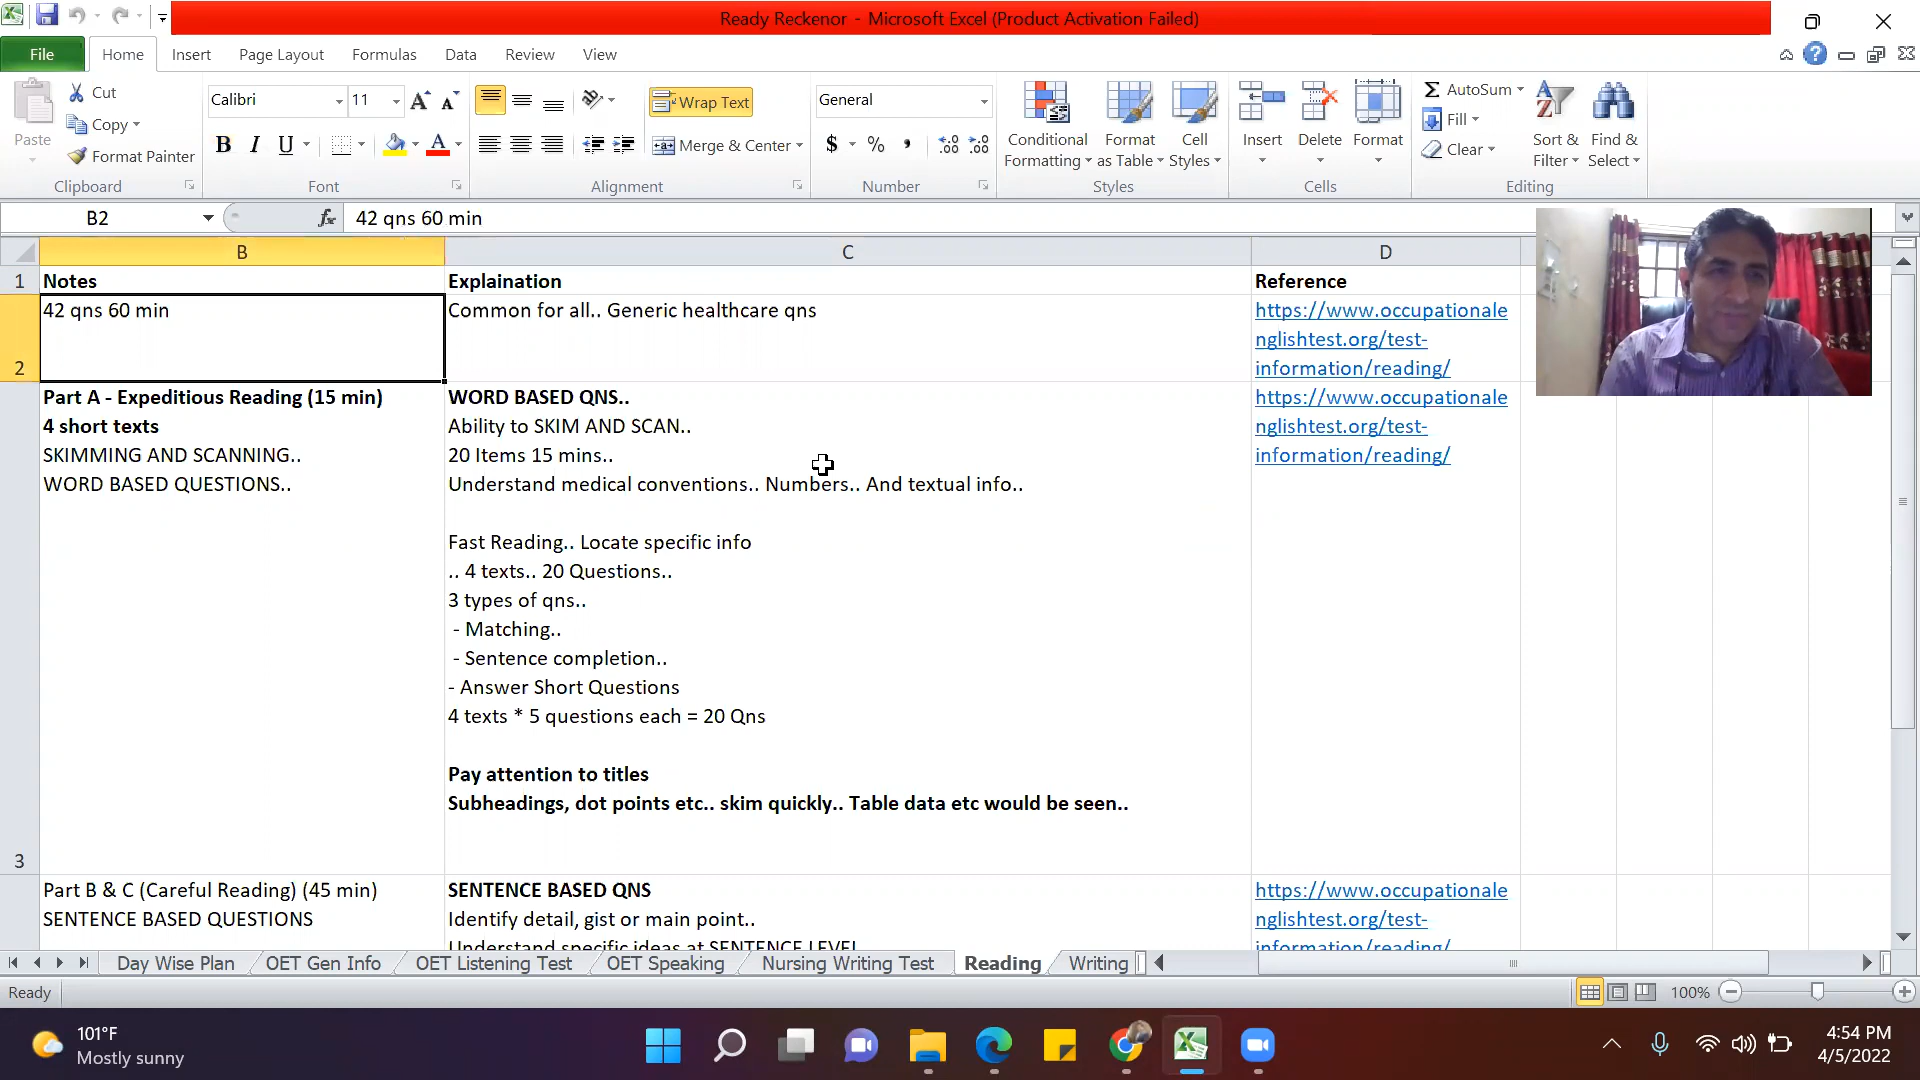 Ready Reckenor - Microsoft Excel (Product Activation Failed)
File Home Insert Page Layout Formulas Data Review View
Paste
Cut
Copy
Format Painter
Clipboard
Calibri 11
B I U
Font
Wrap Text
Merge & Center
Alignment
General
$ % ,
Number
Conditional Formatting
Format as Table
Cell Styles
Styles
Insert
Delete
Format
Cells
AutoSum
Fill
Clear
Sort & Filter
Find & Select
Editing
B2 fx 42 qns 60 min
B C D
1 Notes Explaination Reference
2
42 qns 60 min
Common for all.. Generic healthcare qns
https://www.occupationale
nglishtest.org/test-
information/reading/
3
Part A - Expeditious Reading (15 min)
4 short texts
SKIMMING AND SCANNING..
WORD BASED QUESTIONS..
WORD BASED QNS..
Ability to SKIM AND SCAN..
20 Items 15 mins..
Understand medical conventions.. Numbers.. And textual info..
Fast Reading.. Locate specific info
.. 4 texts.. 20 Questions..
3 types of qns..
- Matching..
- Sentence completion..
- Answer Short Questions
4 texts * 5 questions each = 20 Qns
Pay attention to titles
Subheadings, dot points etc.. skim quickly.. Table data etc would be seen..
https://www.occupationale
nglishtest.org/test-
information/reading/
Part B & C (Careful Reading) (45 min)
SENTENCE BASED QUESTIONS
SENTENCE BASED QNS
Identify detail, gist or main point..
Understand specific ideas at SENTENCE LEVEL
https://www.occupationale
nglishtest.org/test-
information/reading/
Day Wise Plan OET Gen Info OET Listening Test OET Speaking Nursing Writing Test Reading Writing
Ready 100%
101°F
Mostly sunny
4:54 PM
4/5/2022